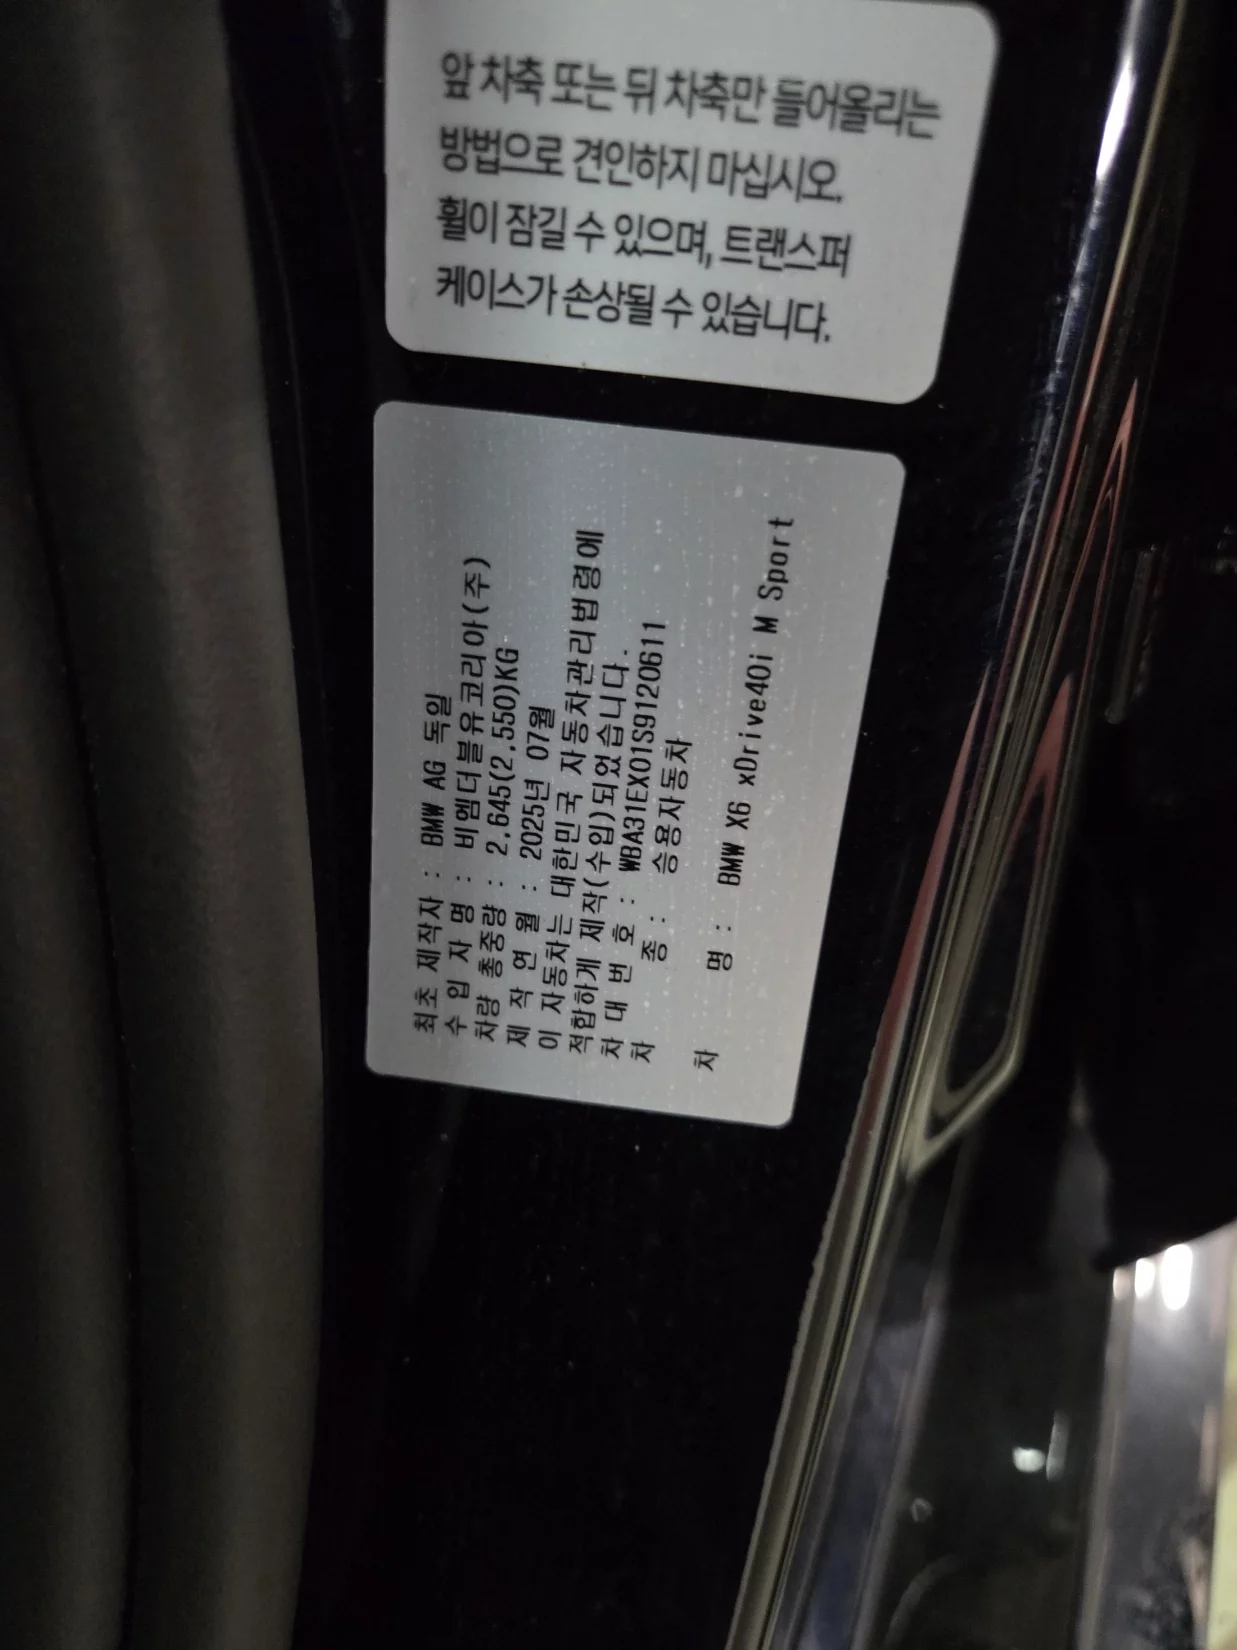 앞 차축 또는 뒤 차축만 들어올리는
방법으로 견인하지 마십시오.
휠이 잠길 수 있으며, 트랜스퍼
케이스가 손상될 수 있습니다.
최초 제작자 : BMW AG 독일
수 입 자 명 : 비엠더블유코리아(주)
차량 총중량 : 2,645(2,550)KG
제 작 연 월 : 2025년 07월
이 자동차는 대한민국 자동차관리법령에
적합하게 제작(수입)되었습니다.
차 대 번 호 : WBA31EX01S9120611
차 종 : 승용자동차
차 명 : BMW X6 xDrive40i M Sport